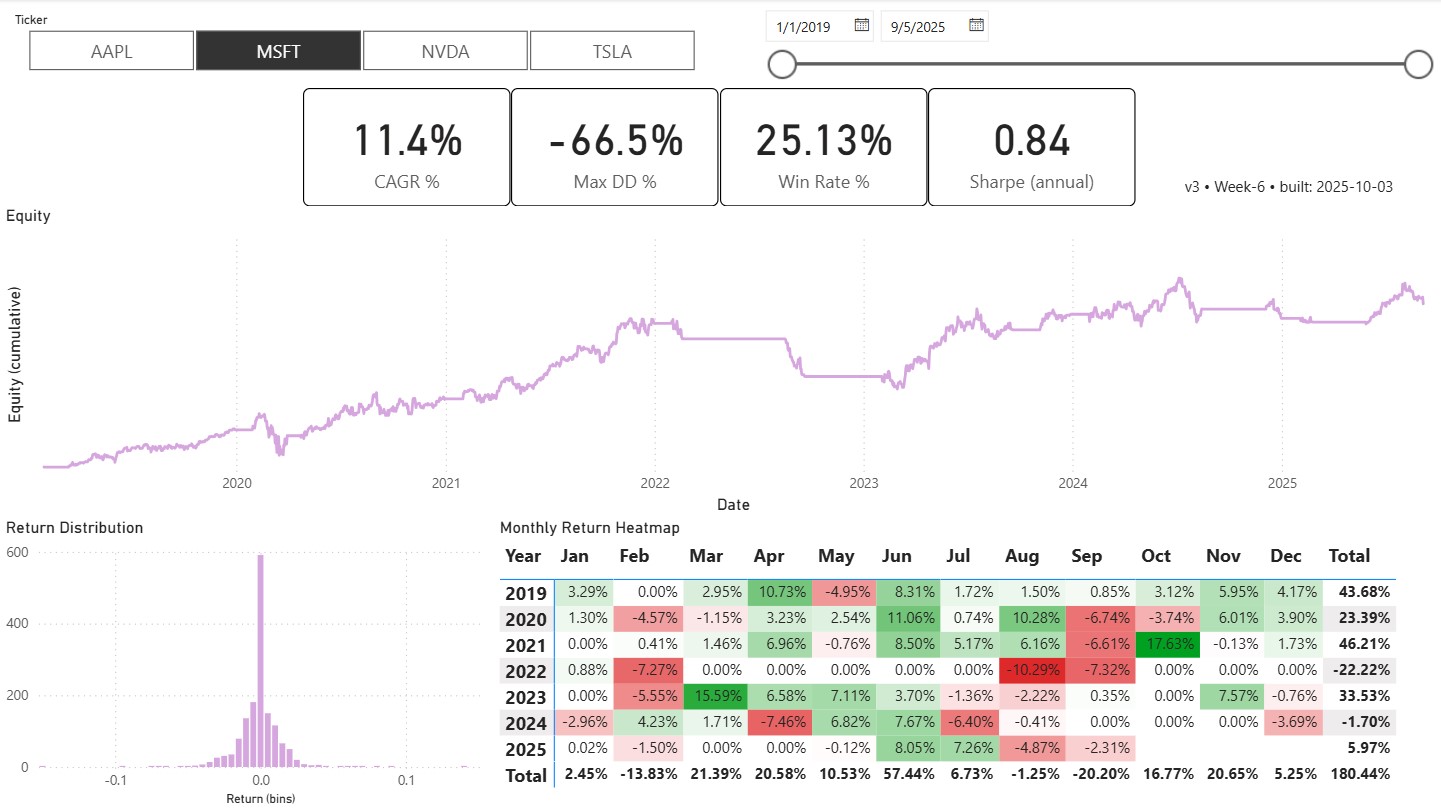 Ticker
AAPL MSFT NVDA TSLA
1/1/2019 9/5/2025
11.4% -66.5% 25.13% 0.84
CAGR % Max DD % Win Rate % Sharpe (annual)
v3 • Week-6 • built: 2025-10-03
Equity
Equity (cumulative)
2020 2021 2022 2023 2024 2025
Date
Return Distribution
600
400
200
0
-0.1 0.0 0.1
Return (bins)
Monthly Return Heatmap
Year Jan Feb Mar Apr May Jun Jul Aug Sep Oct Nov Dec Total
2019 3.29% 0.00% 2.95% 10.73% -4.95% 8.31% 1.72% 1.50% 0.85% 3.12% 5.95% 4.17% 43.68%
2020 1.30% -4.57% -1.15% 3.23% 2.54% 11.06% 0.74% 10.28% -6.74% -3.74% 6.01% 3.90% 23.39%
2021 0.00% 0.41% 1.46% 6.96% -0.76% 8.50% 5.17% 6.16% -6.61% 17.63% -0.13% 1.73% 46.21%
2022 0.88% -7.27% 0.00% 0.00% 0.00% 0.00% 0.00% -10.29% -7.32% 0.00% 0.00% 0.00% -22.22%
2023 0.00% -5.55% 15.59% 6.58% 7.11% 3.70% -1.36% -2.22% 0.35% 0.00% 7.57% -0.76% 33.53%
2024 -2.96% 4.23% 1.71% -7.46% 6.82% 7.67% -6.40% -0.41% 0.00% 0.00% 0.00% -3.69% -1.70%
2025 0.02% -1.50% 0.00% 0.00% -0.12% 8.05% 7.26% -4.87% -2.31% 5.97%
Total 2.45% -13.83% 21.39% 20.58% 10.53% 57.44% 6.73% -1.25% -20.20% 16.77% 20.65% 5.25% 180.44%